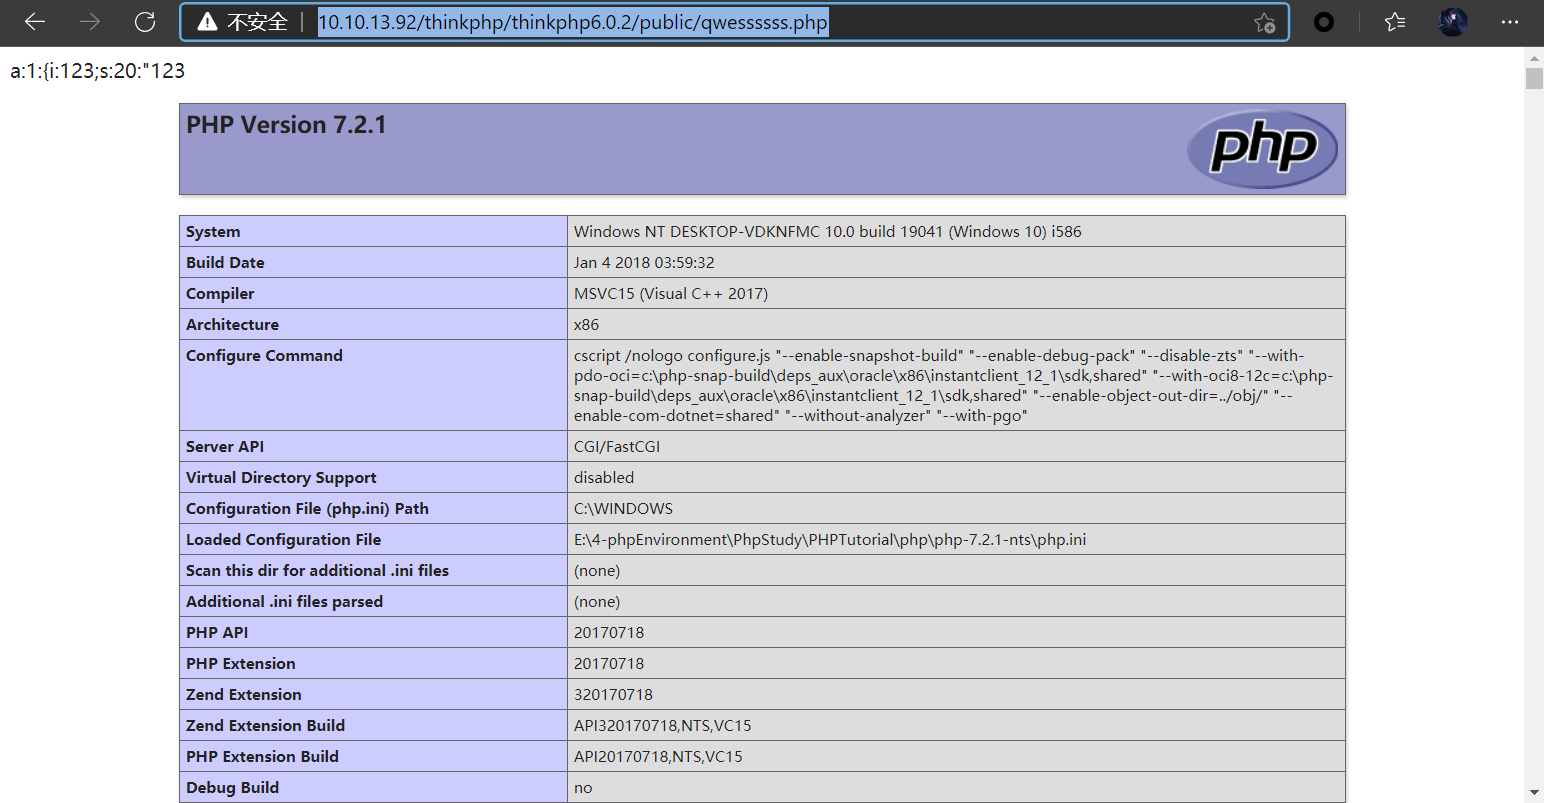 不安全
10.10.13.92/thinkphp/thinkphp6.0.2/public/qwessssss.php
a:1:{i:123;s:20:"123
PHP Version 7.2.1
php
System Windows NT DESKTOP-VDKNFMC 10.0 build 19041 (Windows 10) i586
Build Date Jan 4 2018 03:59:32
Compiler MSVC15 (Visual C++ 2017)
Architecture x86
Configure Command cscript /nologo configure.js "--enable-snapshot-build" "--enable-debug-pack" "--disable-zts" "--with-
pdo-oci=c:\php-snap-build\deps_aux\oracle\x86\instantclient_12_1\sdk,shared" "--with-oci8-12c=c:\php-
snap-build\deps_aux\oracle\x86\instantclient_12_1\sdk,shared" "--enable-object-out-dir=../obj/" "--
enable-com-dotnet=shared" "--without-analyzer" "--with-pgo"
Server API CGI/FastCGI
Virtual Directory Support disabled
Configuration File (php.ini) Path C:\WINDOWS
Loaded Configuration File E:\4-phpEnvironment\PhpStudy\PHPTutorial\php\php-7.2.1-nts\php.ini
Scan this dir for additional .ini files (none)
Additional .ini files parsed (none)
PHP API 20170718
PHP Extension 20170718
Zend Extension 320170718
Zend Extension Build API320170718,NTS,VC15
PHP Extension Build API20170718,NTS,VC15
Debug Build no